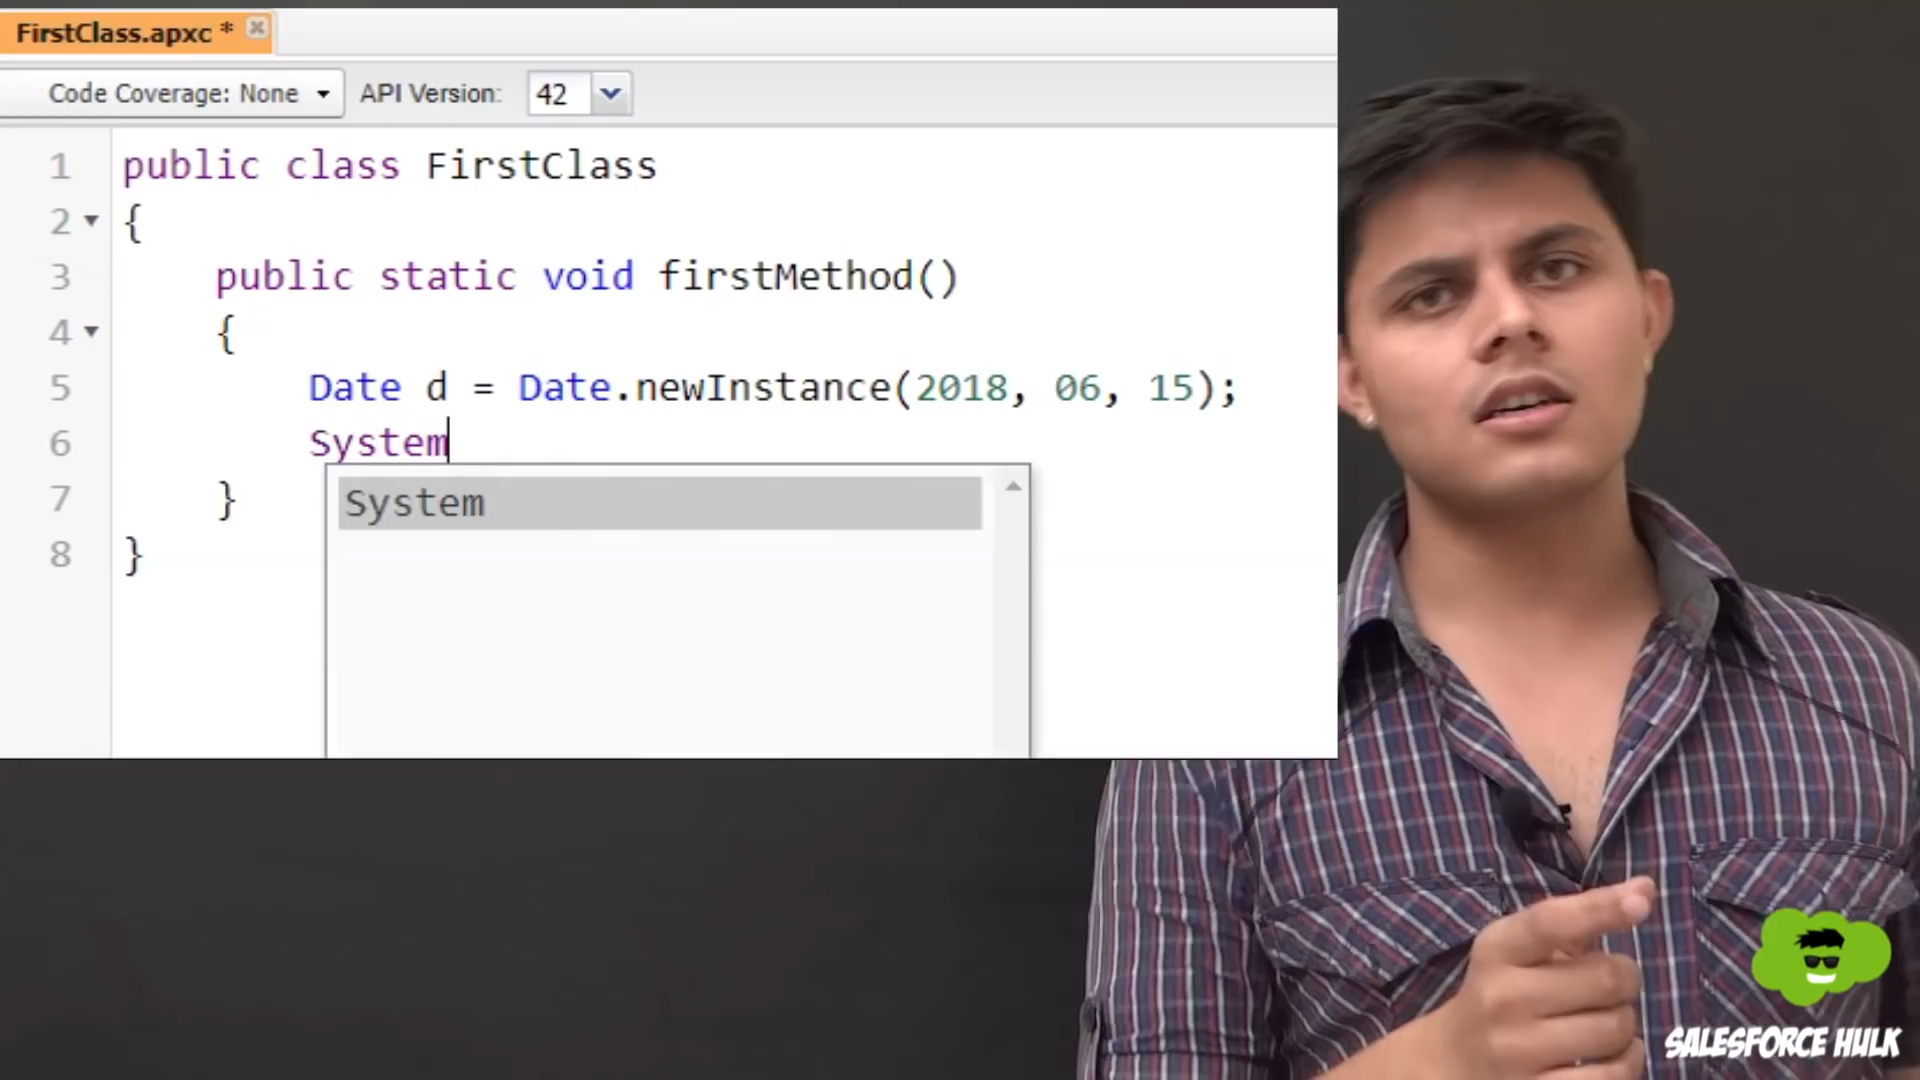 FirstClass.apxc *
Code Coverage: None API Version: 42
1 public class FirstClass
2 {
3 public static void firstMethod()
4 {
5 Date d = Date.newInstance(2018, 06, 15);
6 System
System
7 }
8 }
SALESFORCE HULK